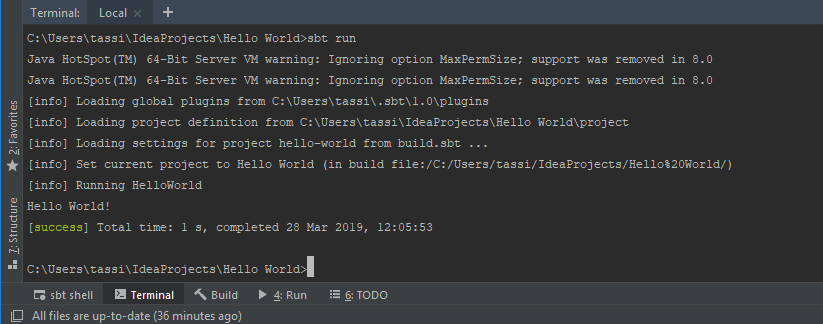 Terminal: Local × +
C:\Users\tassi\IdeaProjects\Hello World>sbt run
Java HotSpot(TM) 64-Bit Server VM warning: Ignoring option MaxPermSize; support was removed in 8.0
Java HotSpot(TM) 64-Bit Server VM warning: Ignoring option MaxPermSize; support was removed in 8.0
[info] Loading global plugins from C:\Users\tassi\.sbt\1.0\plugins
[info] Loading project definition from C:\Users\tassi\IdeaProjects\Hello World\project
[info] Loading settings for project hello-world from build.sbt ...
[info] Set current project to Hello World (in build file:/C:/Users/tassi/IdeaProjects/Hello%20World/)
[info] Running HelloWorld
Hello World!
[success] Total time: 1 s, completed 28 Mar 2019, 12:05:53
C:\Users\tassi\IdeaProjects\Hello World>
2: Favorites
7: Structure
sbt shell Terminal Build 4: Run 6: TODO
All files are up-to-date (36 minutes ago)